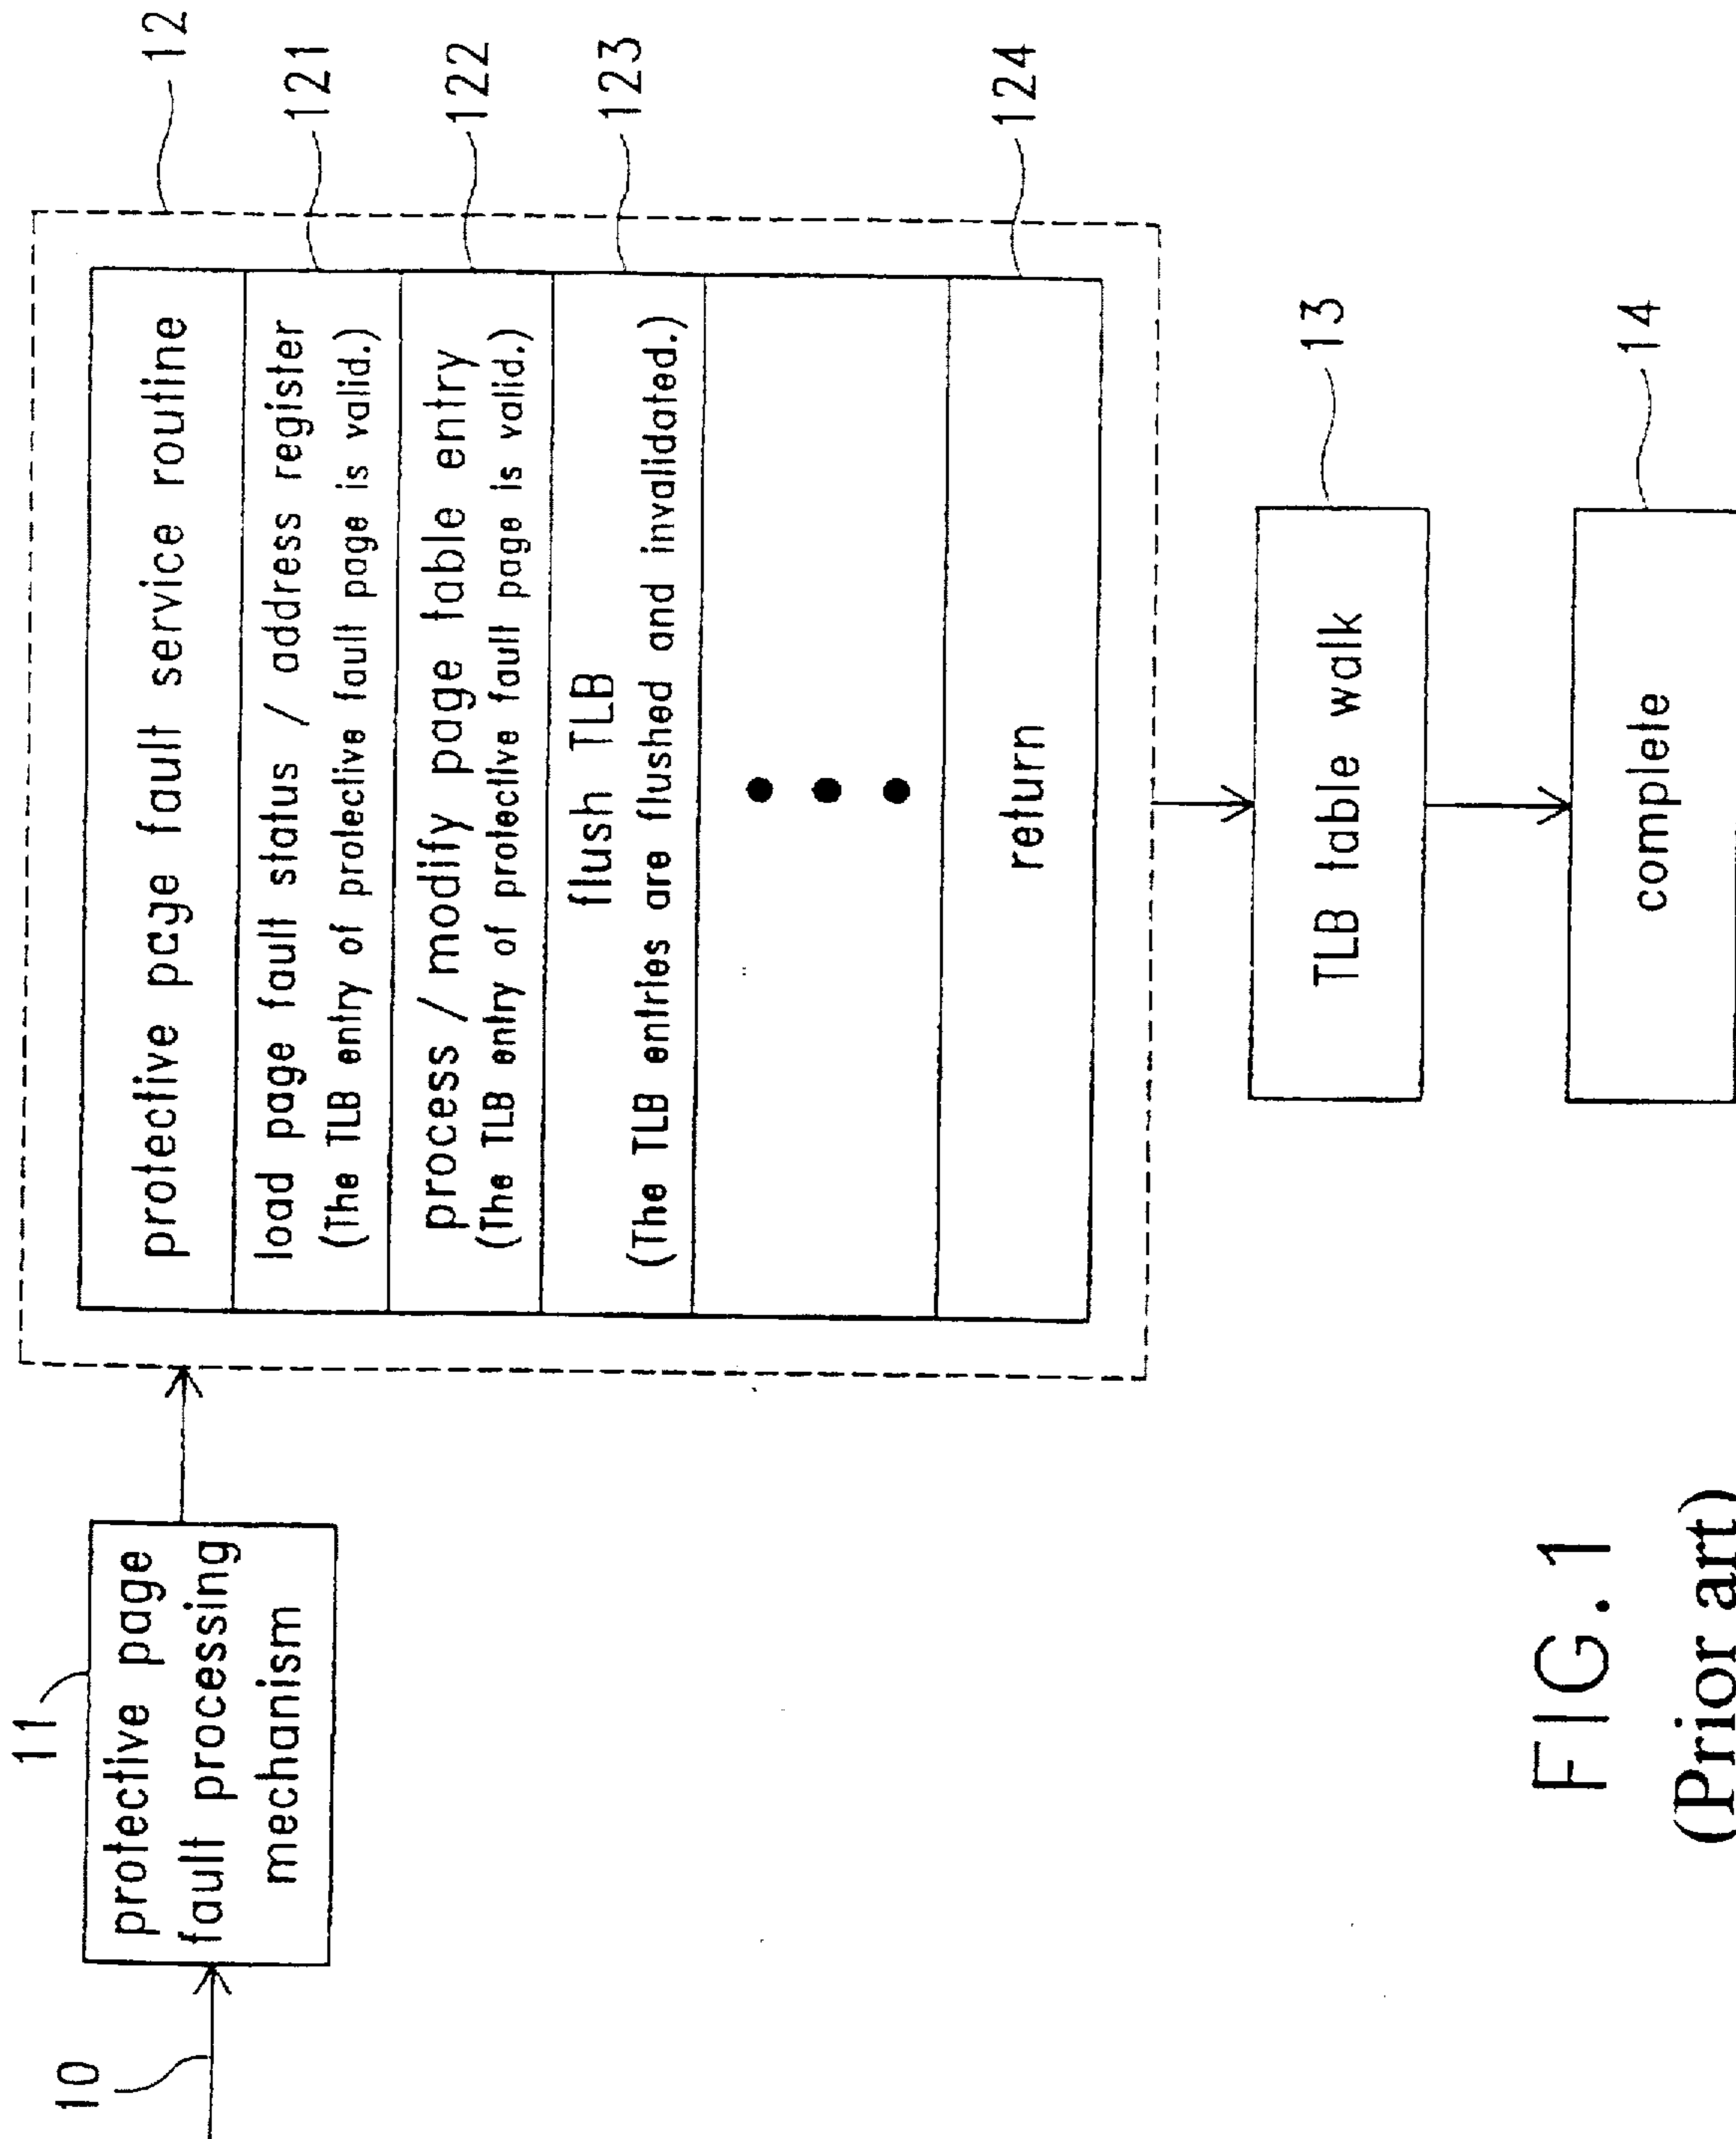 10
11
protective page
fault processing
mechanism
12
protective page fault service routine
load page fault status / address register
(The TLB entry of protective fault page is valid.)
121
process / modify page table entry
(The TLB entry of protective fault page is valid.)
122
flush TLB
(The TLB entries are flushed and invalidated.)
123
return
124
TLB table walk
13
complete
14
FIG. 1
(Prior art)